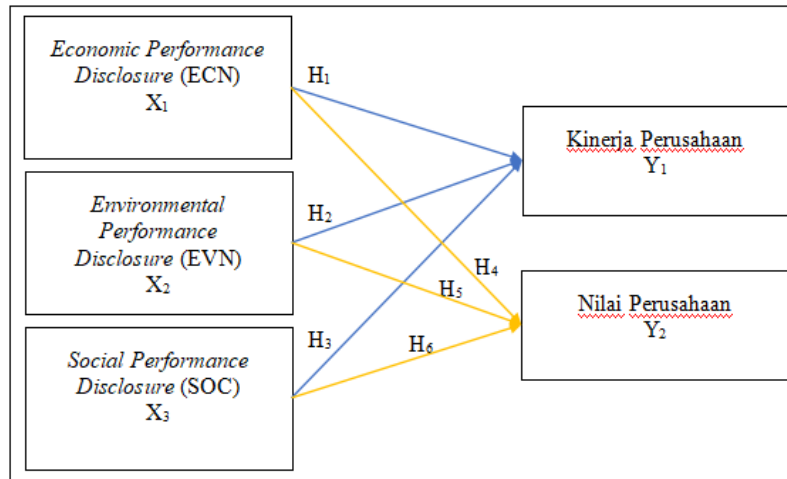 Economic Performance
Disclosure (ECN)
X₁
Environmental
Performance
Disclosure (EVN)
X₂
Social Performance
Disclosure (SOC)
X₃
H₁
H₂
H₃
H₄
H₅
H₆
Kinerja Perusahaan
Y₁
Nilai Perusahaan
Y₂